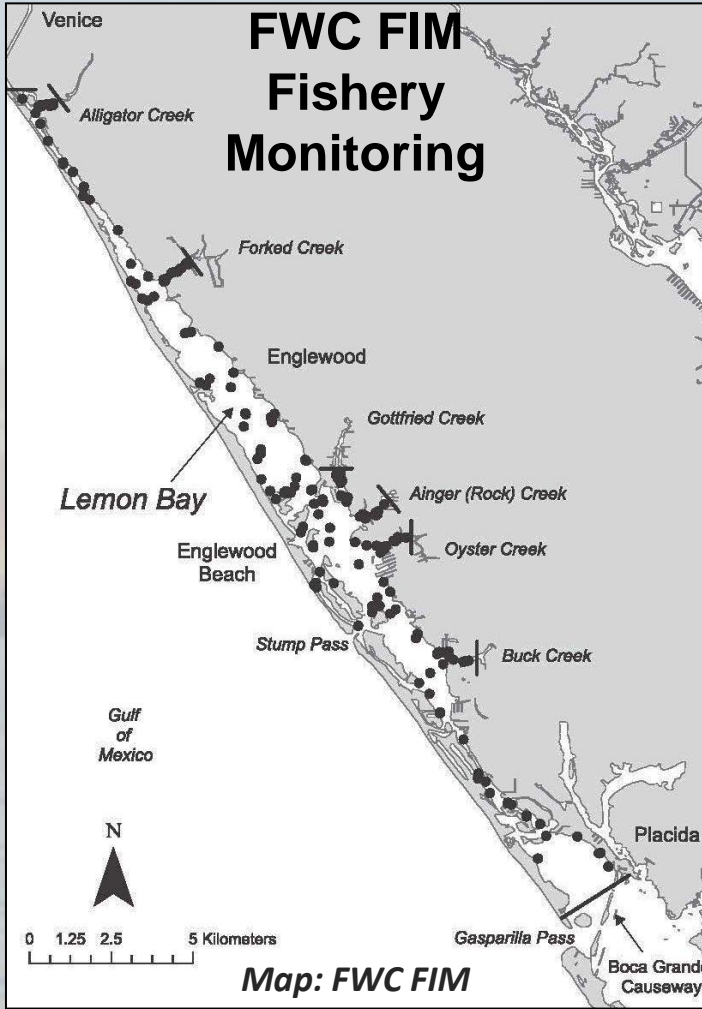 FWC FIM
Fishery
Monitoring
Venice
Alligator Creek
Forked Creek
Englewood
Gottfried Creek
Lemon Bay
Ainger (Rock) Creek
Oyster Creek
Englewood
Beach
Stump Pass
Buck Creek
Gulf
of
Mexico
N
Placida
0 1.25 2.5 5 Kilometers
Gasparilla Pass
Boca Grande
Causeway
Map: FWC FIM